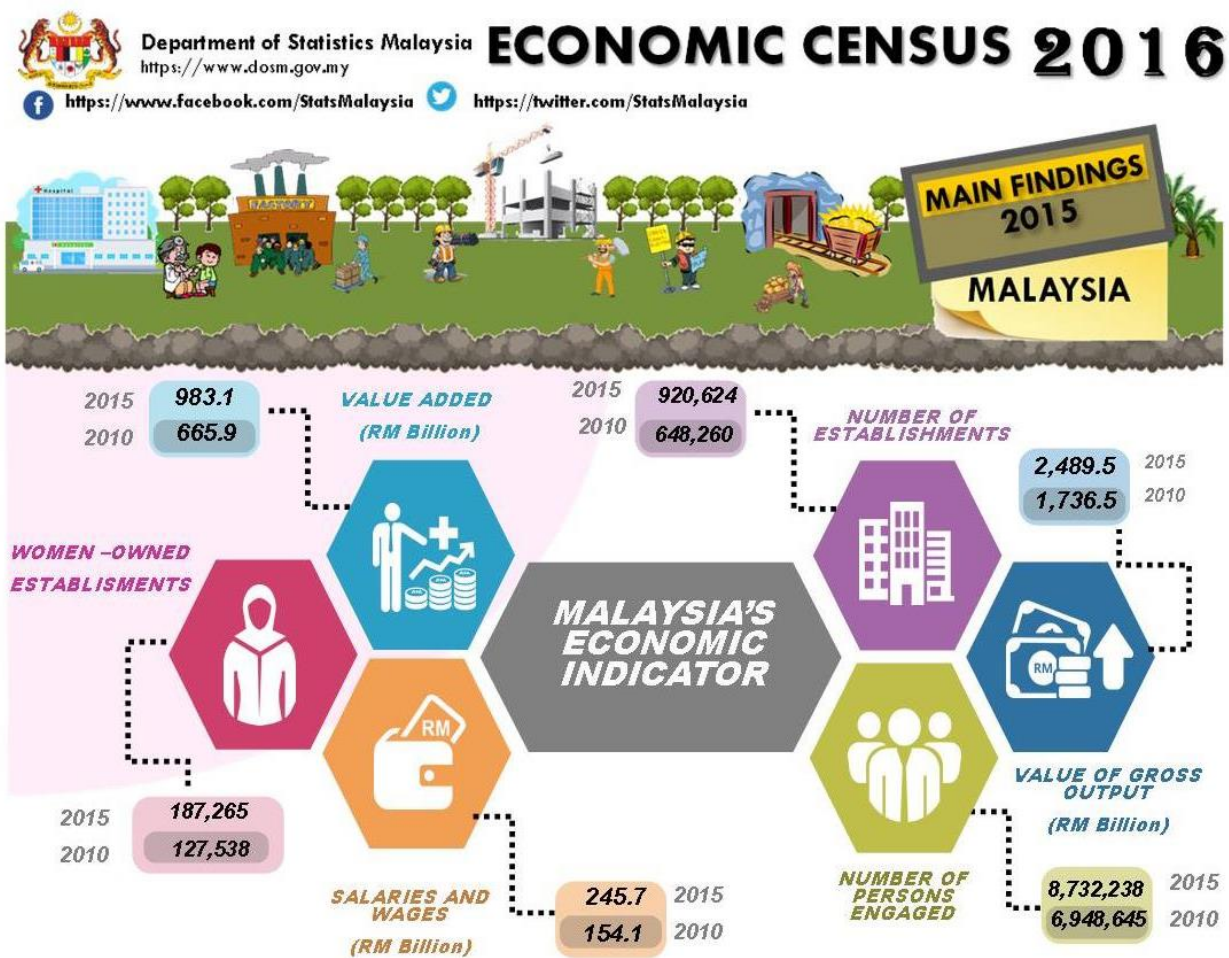 Department of Statistics Malaysia
https://www.dosm.gov.my
ECONOMIC CENSUS 2016
https://www.facebook.com/StatsMalaysia
https://twitter.com/StatsMalaysia
Hospital
FACTORY
MAIN FINDINGS
2015
MALAYSIA
2015 983.1
2010 665.9
VALUE ADDED
(RM Billion)
2015 920,624
2010 648,260
NUMBER OF
ESTABLISHMENTS
2,489.5 2015
1,736.5 2010
WOMEN –OWNED
ESTABLISMENTS
MALAYSIA'S
ECONOMIC
INDICATOR
RM
RM
VALUE OF GROSS
OUTPUT
(RM Billion)
2015 187,265
2010 127,538
SALARIES AND
WAGES
(RM Billion)
245.7 2015
154.1 2010
NUMBER OF
PERSONS
ENGAGED
8,732,238 2015
6,948,645 2010